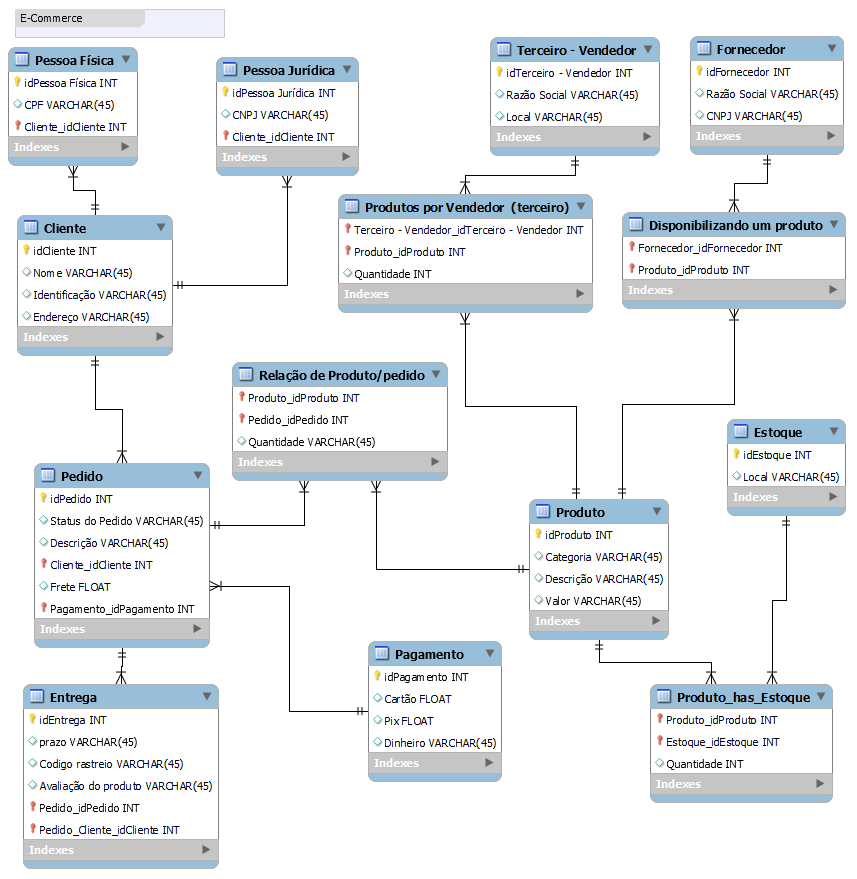 E-Commerce
Pessoa Física
idPessoa Física INT
CPF VARCHAR(45)
Cliente_idCliente INT
Indexes
Pessoa Jurídica
idPessoa Jurídica INT
CNPJ VARCHAR(45)
Cliente_idCliente INT
Indexes
Terceiro - Vendedor
idTerceiro - Vendedor INT
Razão Social VARCHAR(45)
Local VARCHAR(45)
Indexes
Fornecedor
idFornecedor INT
Razão Social VARCHAR(45)
CNPJ VARCHAR(45)
Indexes
Cliente
idCliente INT
Nome VARCHAR(45)
Identificação VARCHAR(45)
Endereço VARCHAR(45)
Indexes
Produtos por Vendedor (terceiro)
Terceiro - Vendedor_idTerceiro - Vendedor INT
Produto_idProduto INT
Quantidade INT
Indexes
Disponibilizando um produto
Fornecedor_idFornecedor INT
Produto_idProduto INT
Indexes
Relação de Produto/pedido
Produto_idProduto INT
Pedido_idPedido INT
Quantidade VARCHAR(45)
Indexes
Estoque
idEstoque INT
Local VARCHAR(45)
Indexes
Pedido
idPedido INT
Status do Pedido VARCHAR(45)
Descrição VARCHAR(45)
Cliente_idCliente INT
Frete FLOAT
Pagamento_idPagamento INT
Indexes
Produto
idProduto INT
Categoria VARCHAR(45)
Descrição VARCHAR(45)
Valor VARCHAR(45)
Indexes
Pagamento
idPagamento INT
Cartão FLOAT
Pix FLOAT
Dinheiro VARCHAR(45)
Indexes
Entrega
idEntrega INT
prazo VARCHAR(45)
Codigo rastreio VARCHAR(45)
Avaliação do produto VARCHAR(45)
Pedido_idPedido INT
Pedido_Cliente_idCliente INT
Indexes
Produto_has_Estoque
Produto_idProduto INT
Estoque_idEstoque INT
Quantidade INT
Indexes